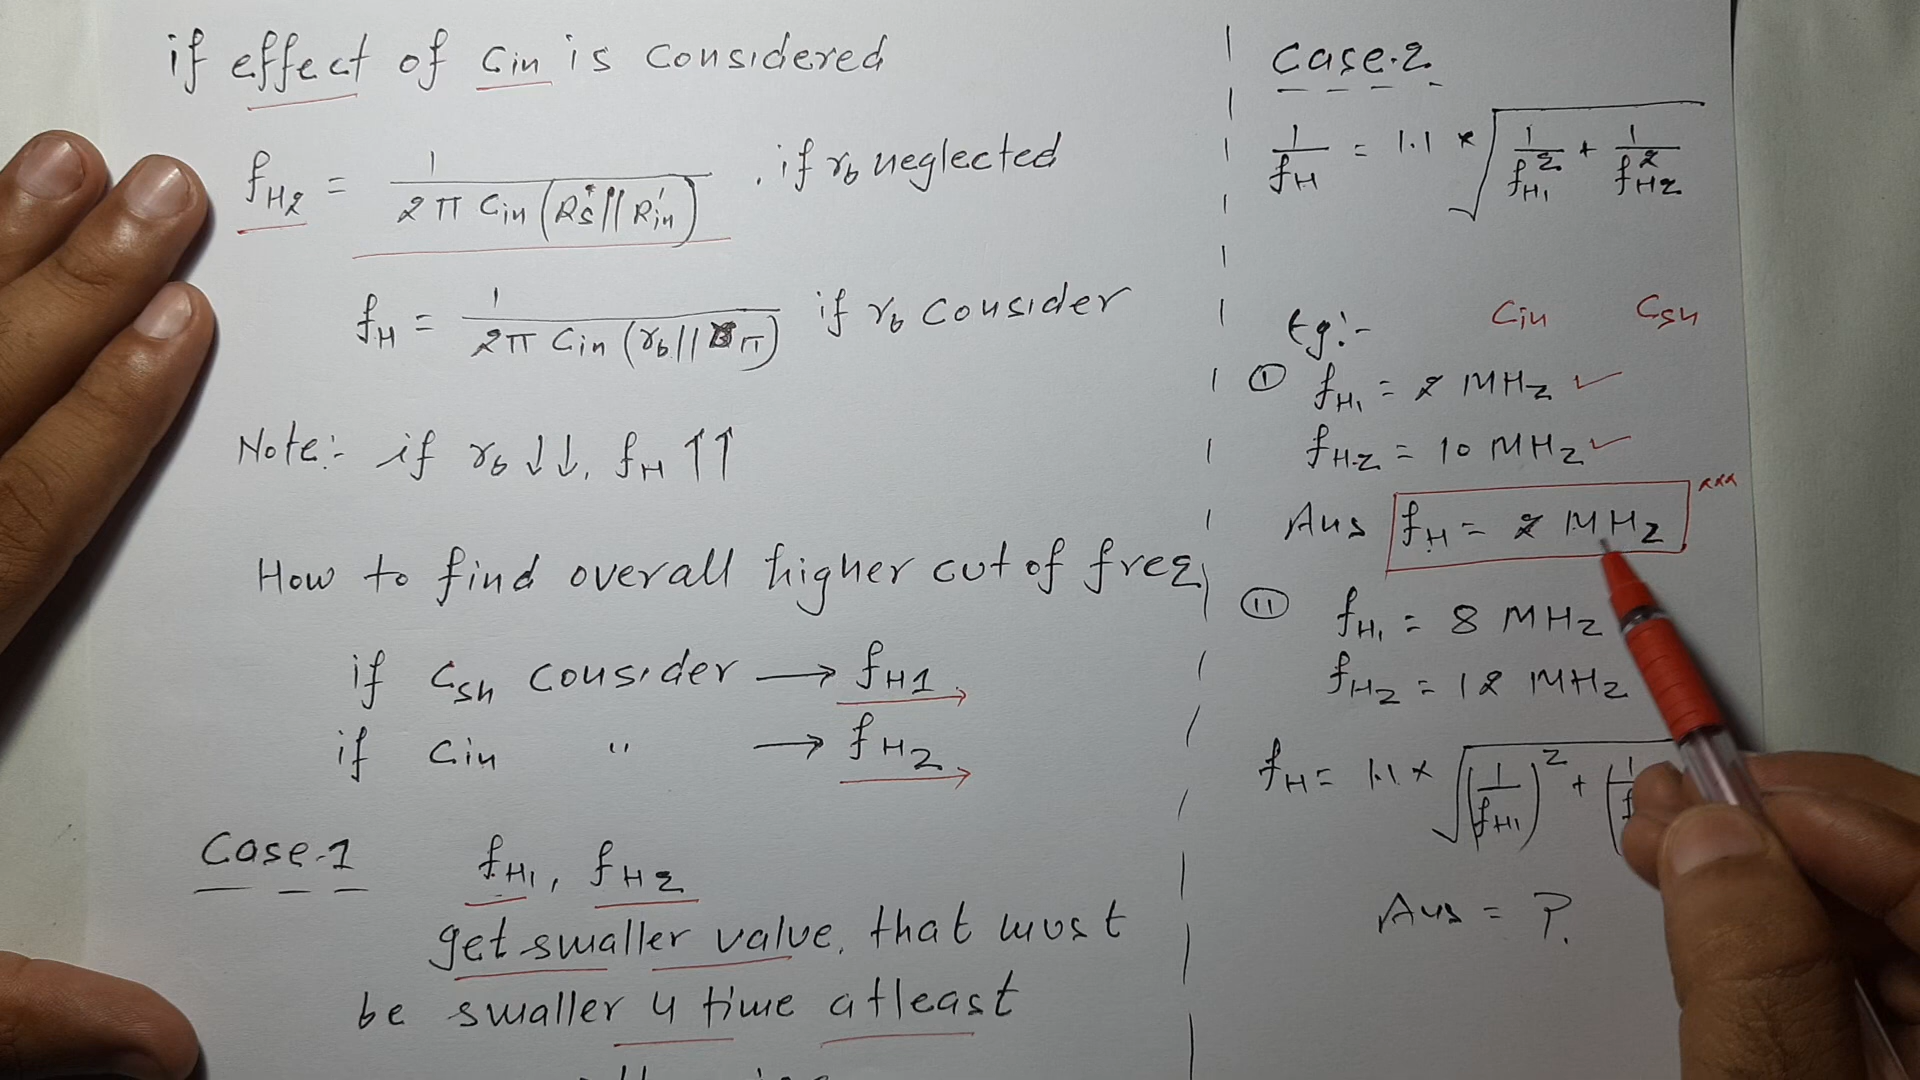 if effect of Cin is considered
fH2 = 1 / 2π Cin (Rs' || Rin') , if rb neglected
fH = 1 / 2π Cin (rb || π) if rb consider
Note:- if rb ↓↓, fH ↑↑
How to find overall higher cut of freq
if Csh consider → fH1
if Cin " → fH2
Case-1 fH1, fH2
get smaller value, that must
be smaller 4 time atleast
Case-2
1/fH = 1.1 * √(1/fH1² + 1/fH2²)
Eg:- Cin Csh
(I) fH1 = 2 MHz ✓
fH2 = 10 MHz ✓
Ans fH = 2 MHz xxx
(II) fH1 = 8 MHz
fH2 = 12 MHz
fH = 1.1 * √((1/fH1)² + (1/f
Ans = ?